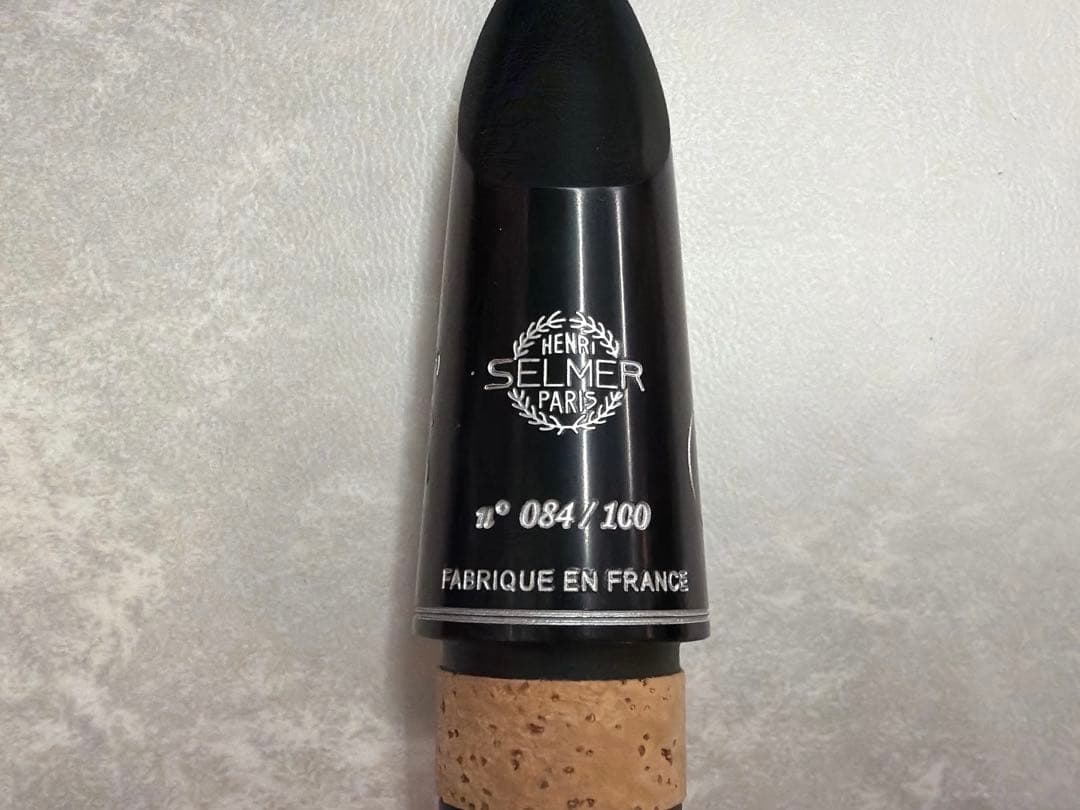 HENRI
SELMER
PARIS
n° 084 / 100
FABRIQUE EN FRANCE